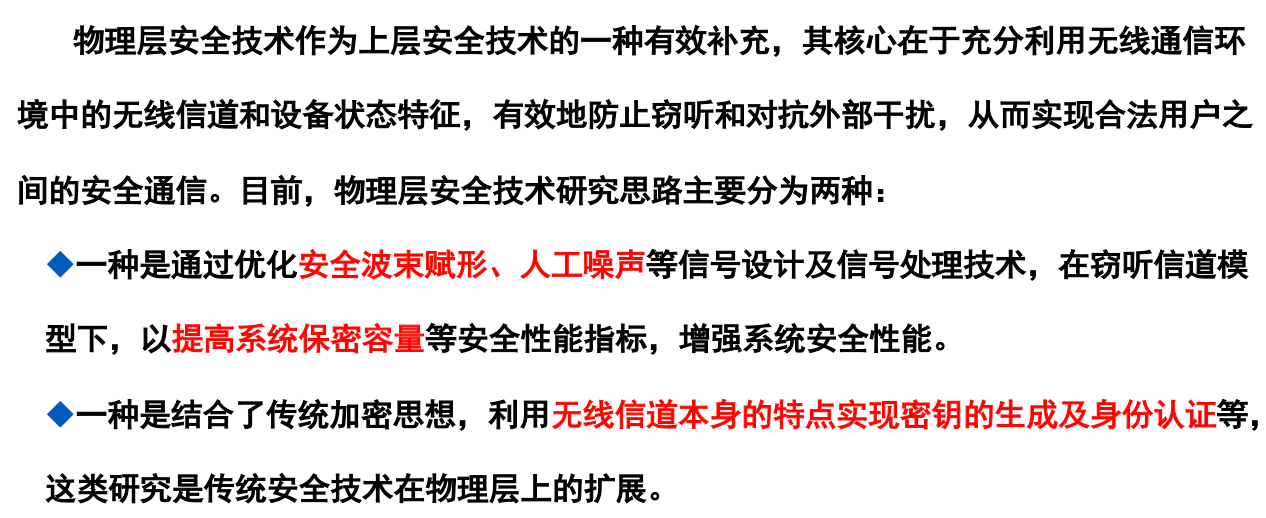 物理层安全技术作为上层安全技术的一种有效补充，其核心在于充分利用无线通信环
境中的无线信道和设备状态特征，有效地防止窃听和对抗外部干扰，从而实现合法用户之
间的安全通信。目前，物理层安全技术研究思路主要分为两种：
◆一种是通过优化安全波束赋形、人工噪声等信号设计及信号处理技术，在窃听信道模
型下，以提高系统保密容量等安全性能指标，增强系统安全性能。
◆一种是结合了传统加密思想，利用无线信道本身的特点实现密钥的生成及身份认证等，
这类研究是传统安全技术在物理层上的扩展。